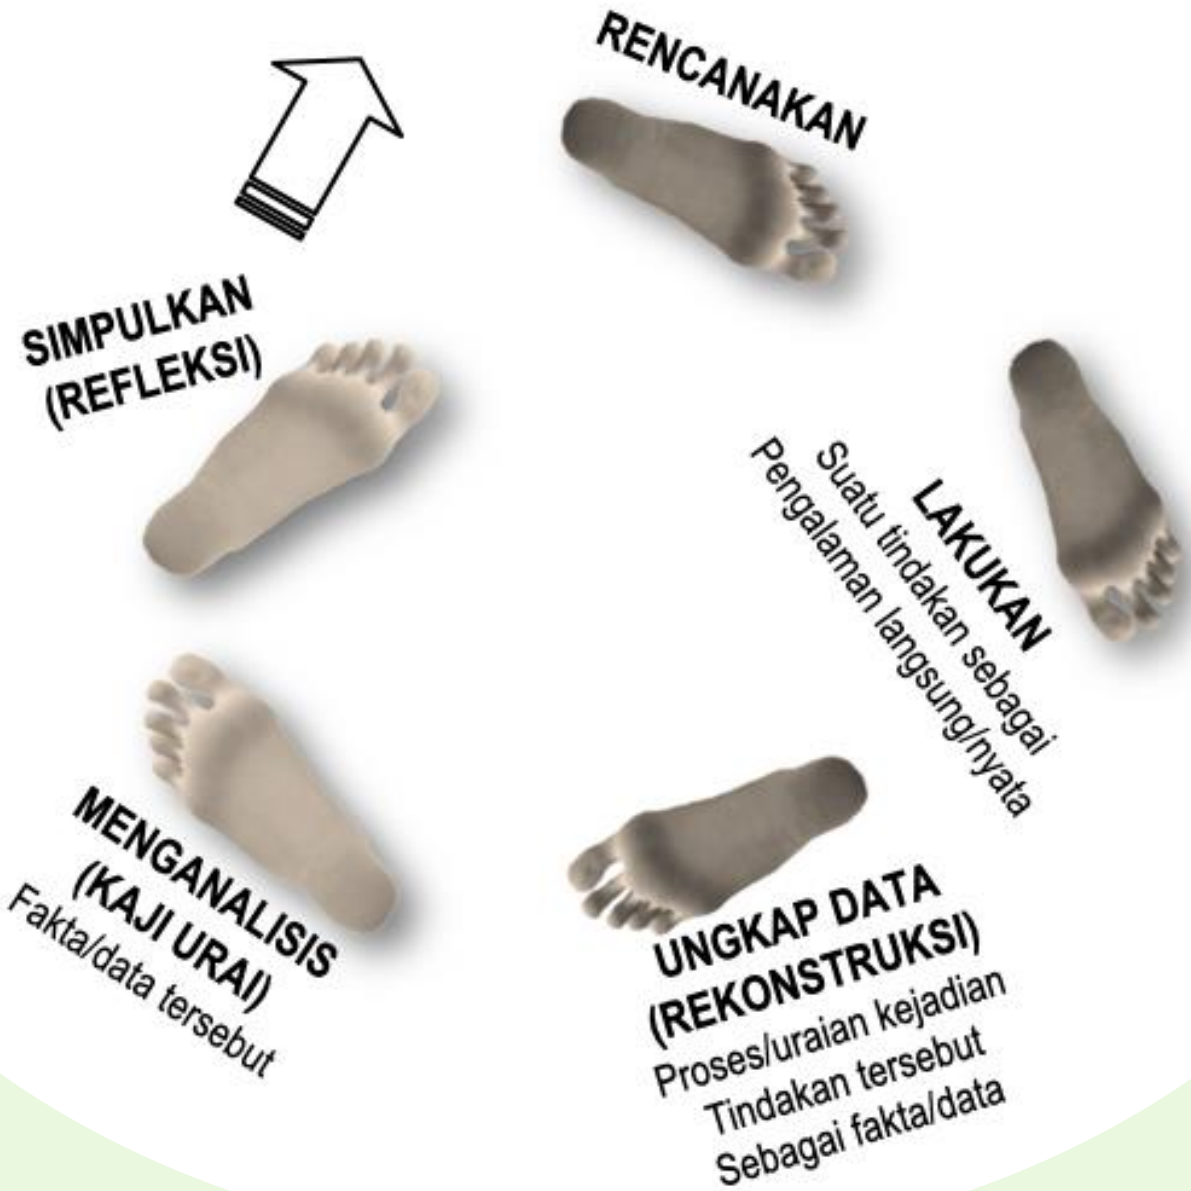 RENCANAKAN
LAKUKAN
Suatu tindakan sebagai
Pengalaman langsung/nyata
UNGKAP DATA
(REKONSTRUKSI)
Proses/uraian kejadian
Tindakan tersebut
Sebagai fakta/data
MENGANALISIS
(KAJI URAI)
Fakta/data tersebut
SIMPULKAN
(REFLEKSI)